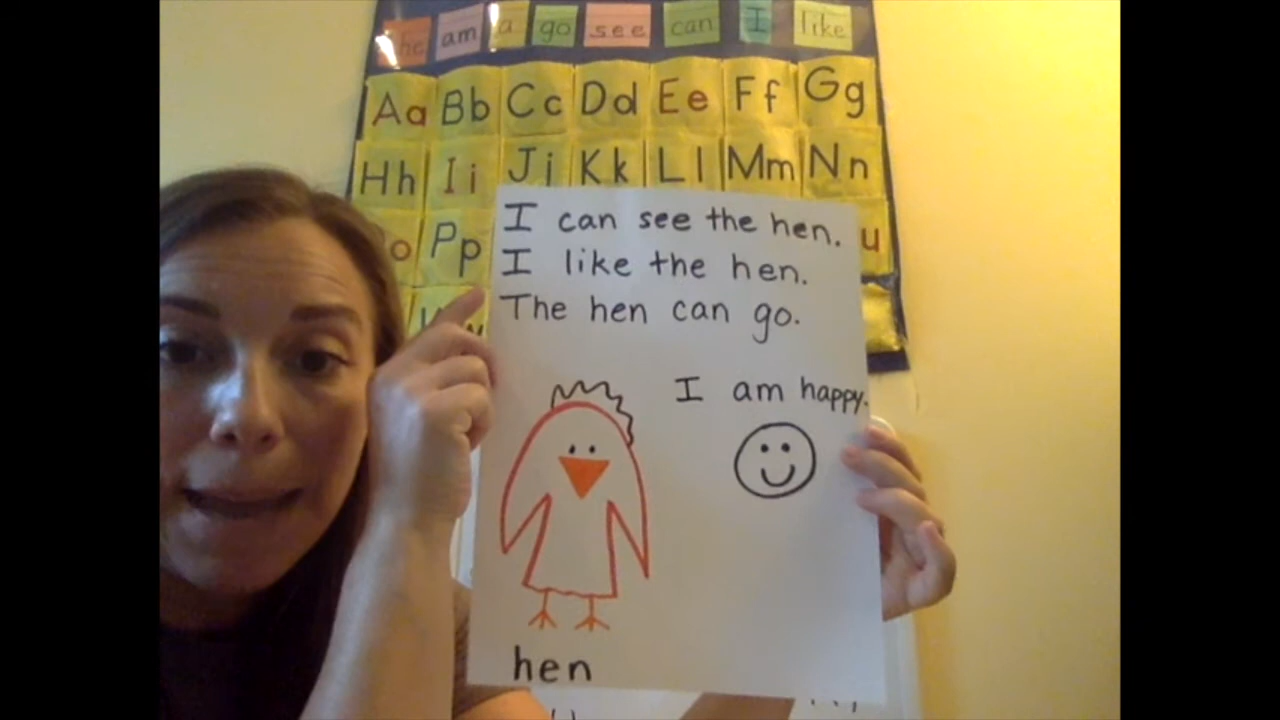 he am a go see can I like
Aa Bb Cc Dd Ee Ff Gg
Hh Ii Jj Kk Ll Mm Nn
o Pp u
I can see the hen.
I like the hen.
The hen can go.
I am happy.
hen